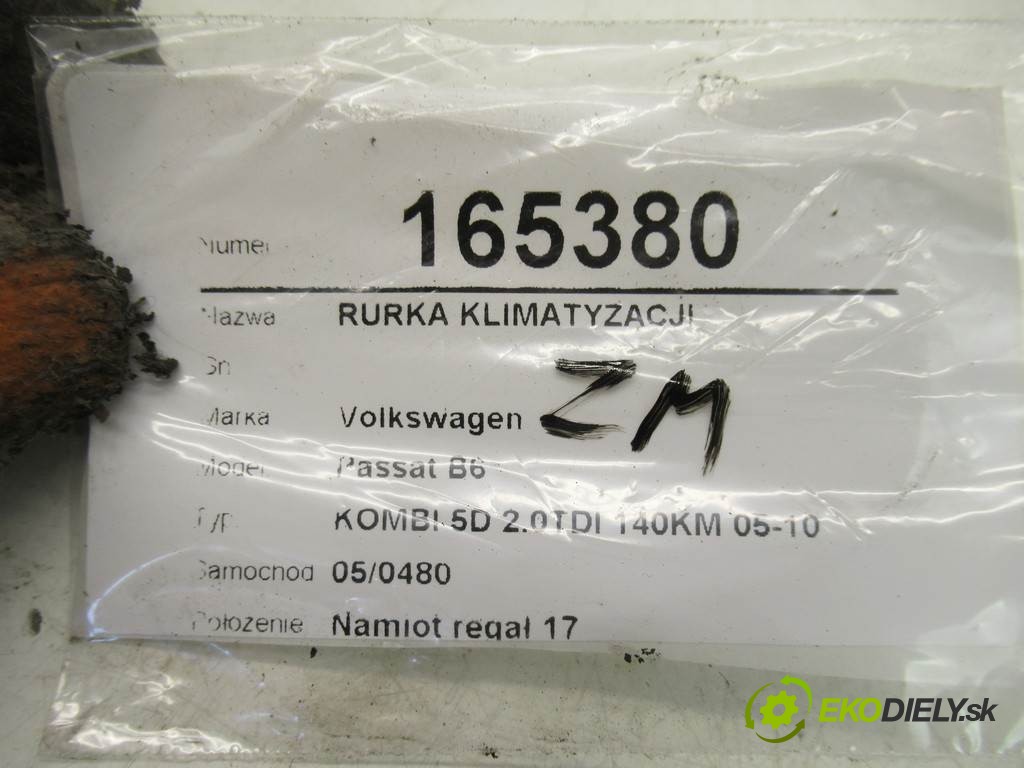 Numer 165380
Nazwa RURKA KLIMATYZACJI
Sn
Marka Volkswagen ZM
Model Passat B6
Typ KOMBI 5D 2.0TDI 140KM 05-10
Samochod 05/0480
Położenie Namiot regał 17
EKODIELY.sk